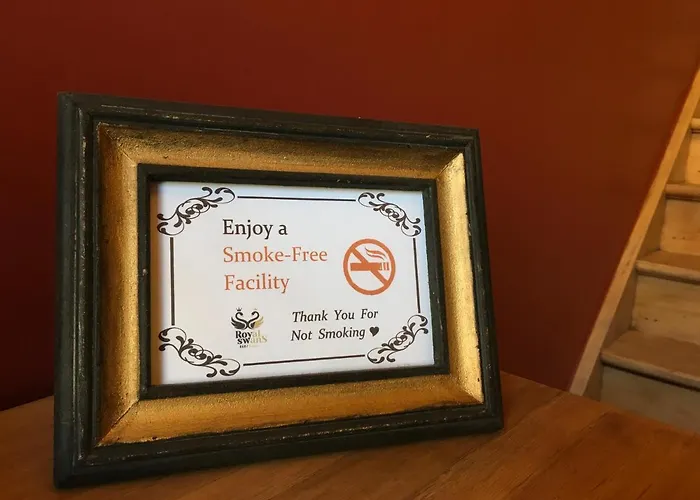 Enjoy a
Smoke-Free
Facility
Thank You For
Not Smoking
Royal
swans